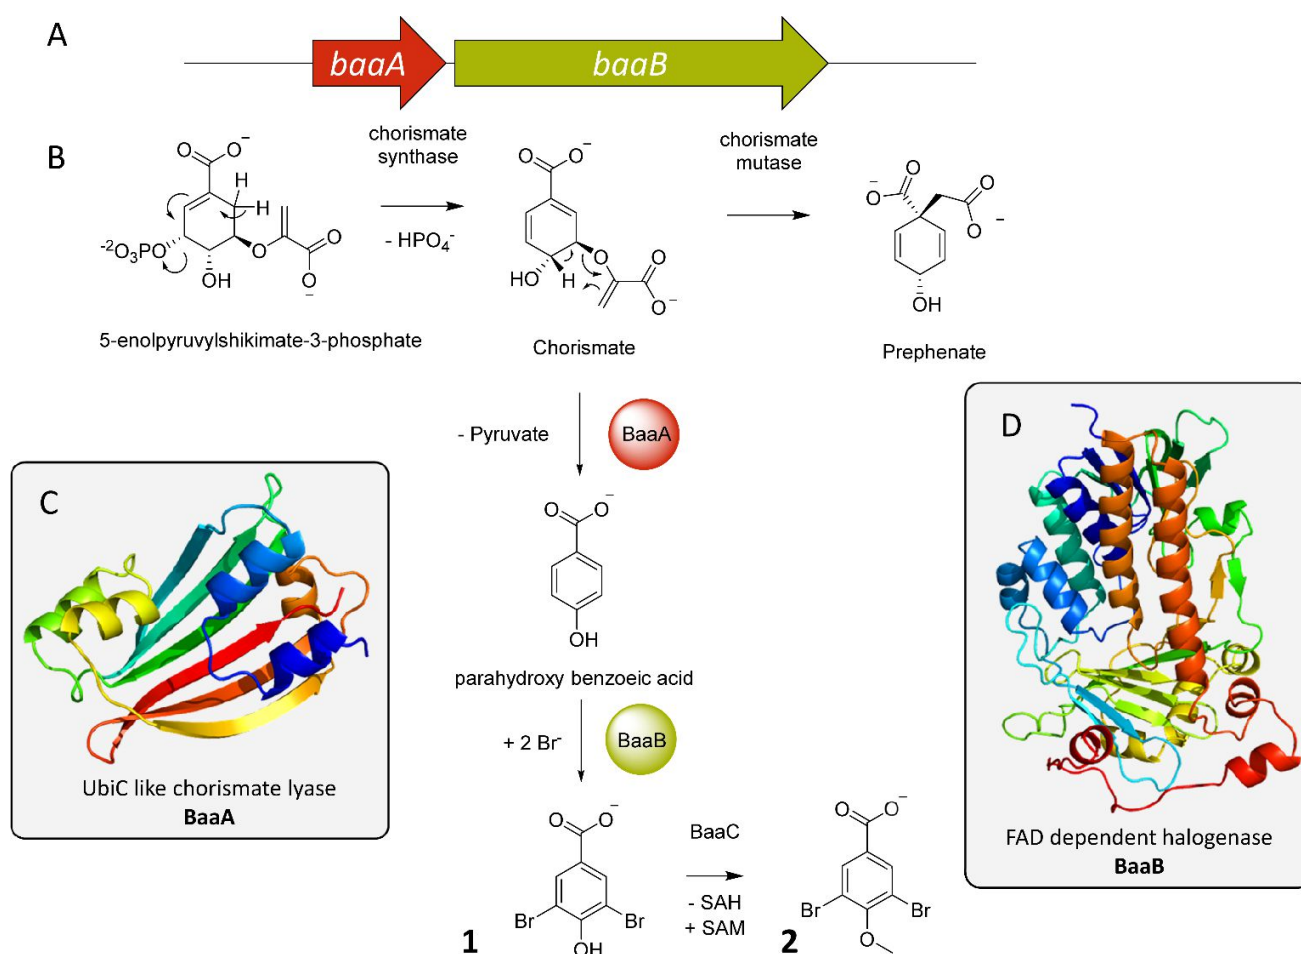 A
baaA
baaB
B
chorismate
synthase
chorismate
mutase
O
O⁻
H
H
⁻²O₃PO
OH
O
O
O⁻
- HPO₄⁻
O
O⁻
HO
H
O
O
O⁻
⁻O
O
O
O⁻
OH
5-enolpyruvylshikimate-3-phosphate
Chorismate
Prephenate
- Pyruvate
BaaA
C
UbiC like chorismate lyase
BaaA
O
O⁻
OH
parahydroxy benzoeic acid
+ 2 Br⁻
BaaB
D
FAD dependent halogenase
BaaB
O
O⁻
Br
Br
OH
1
BaaC
- SAH
+ SAM
O
O⁻
Br
Br
O
2